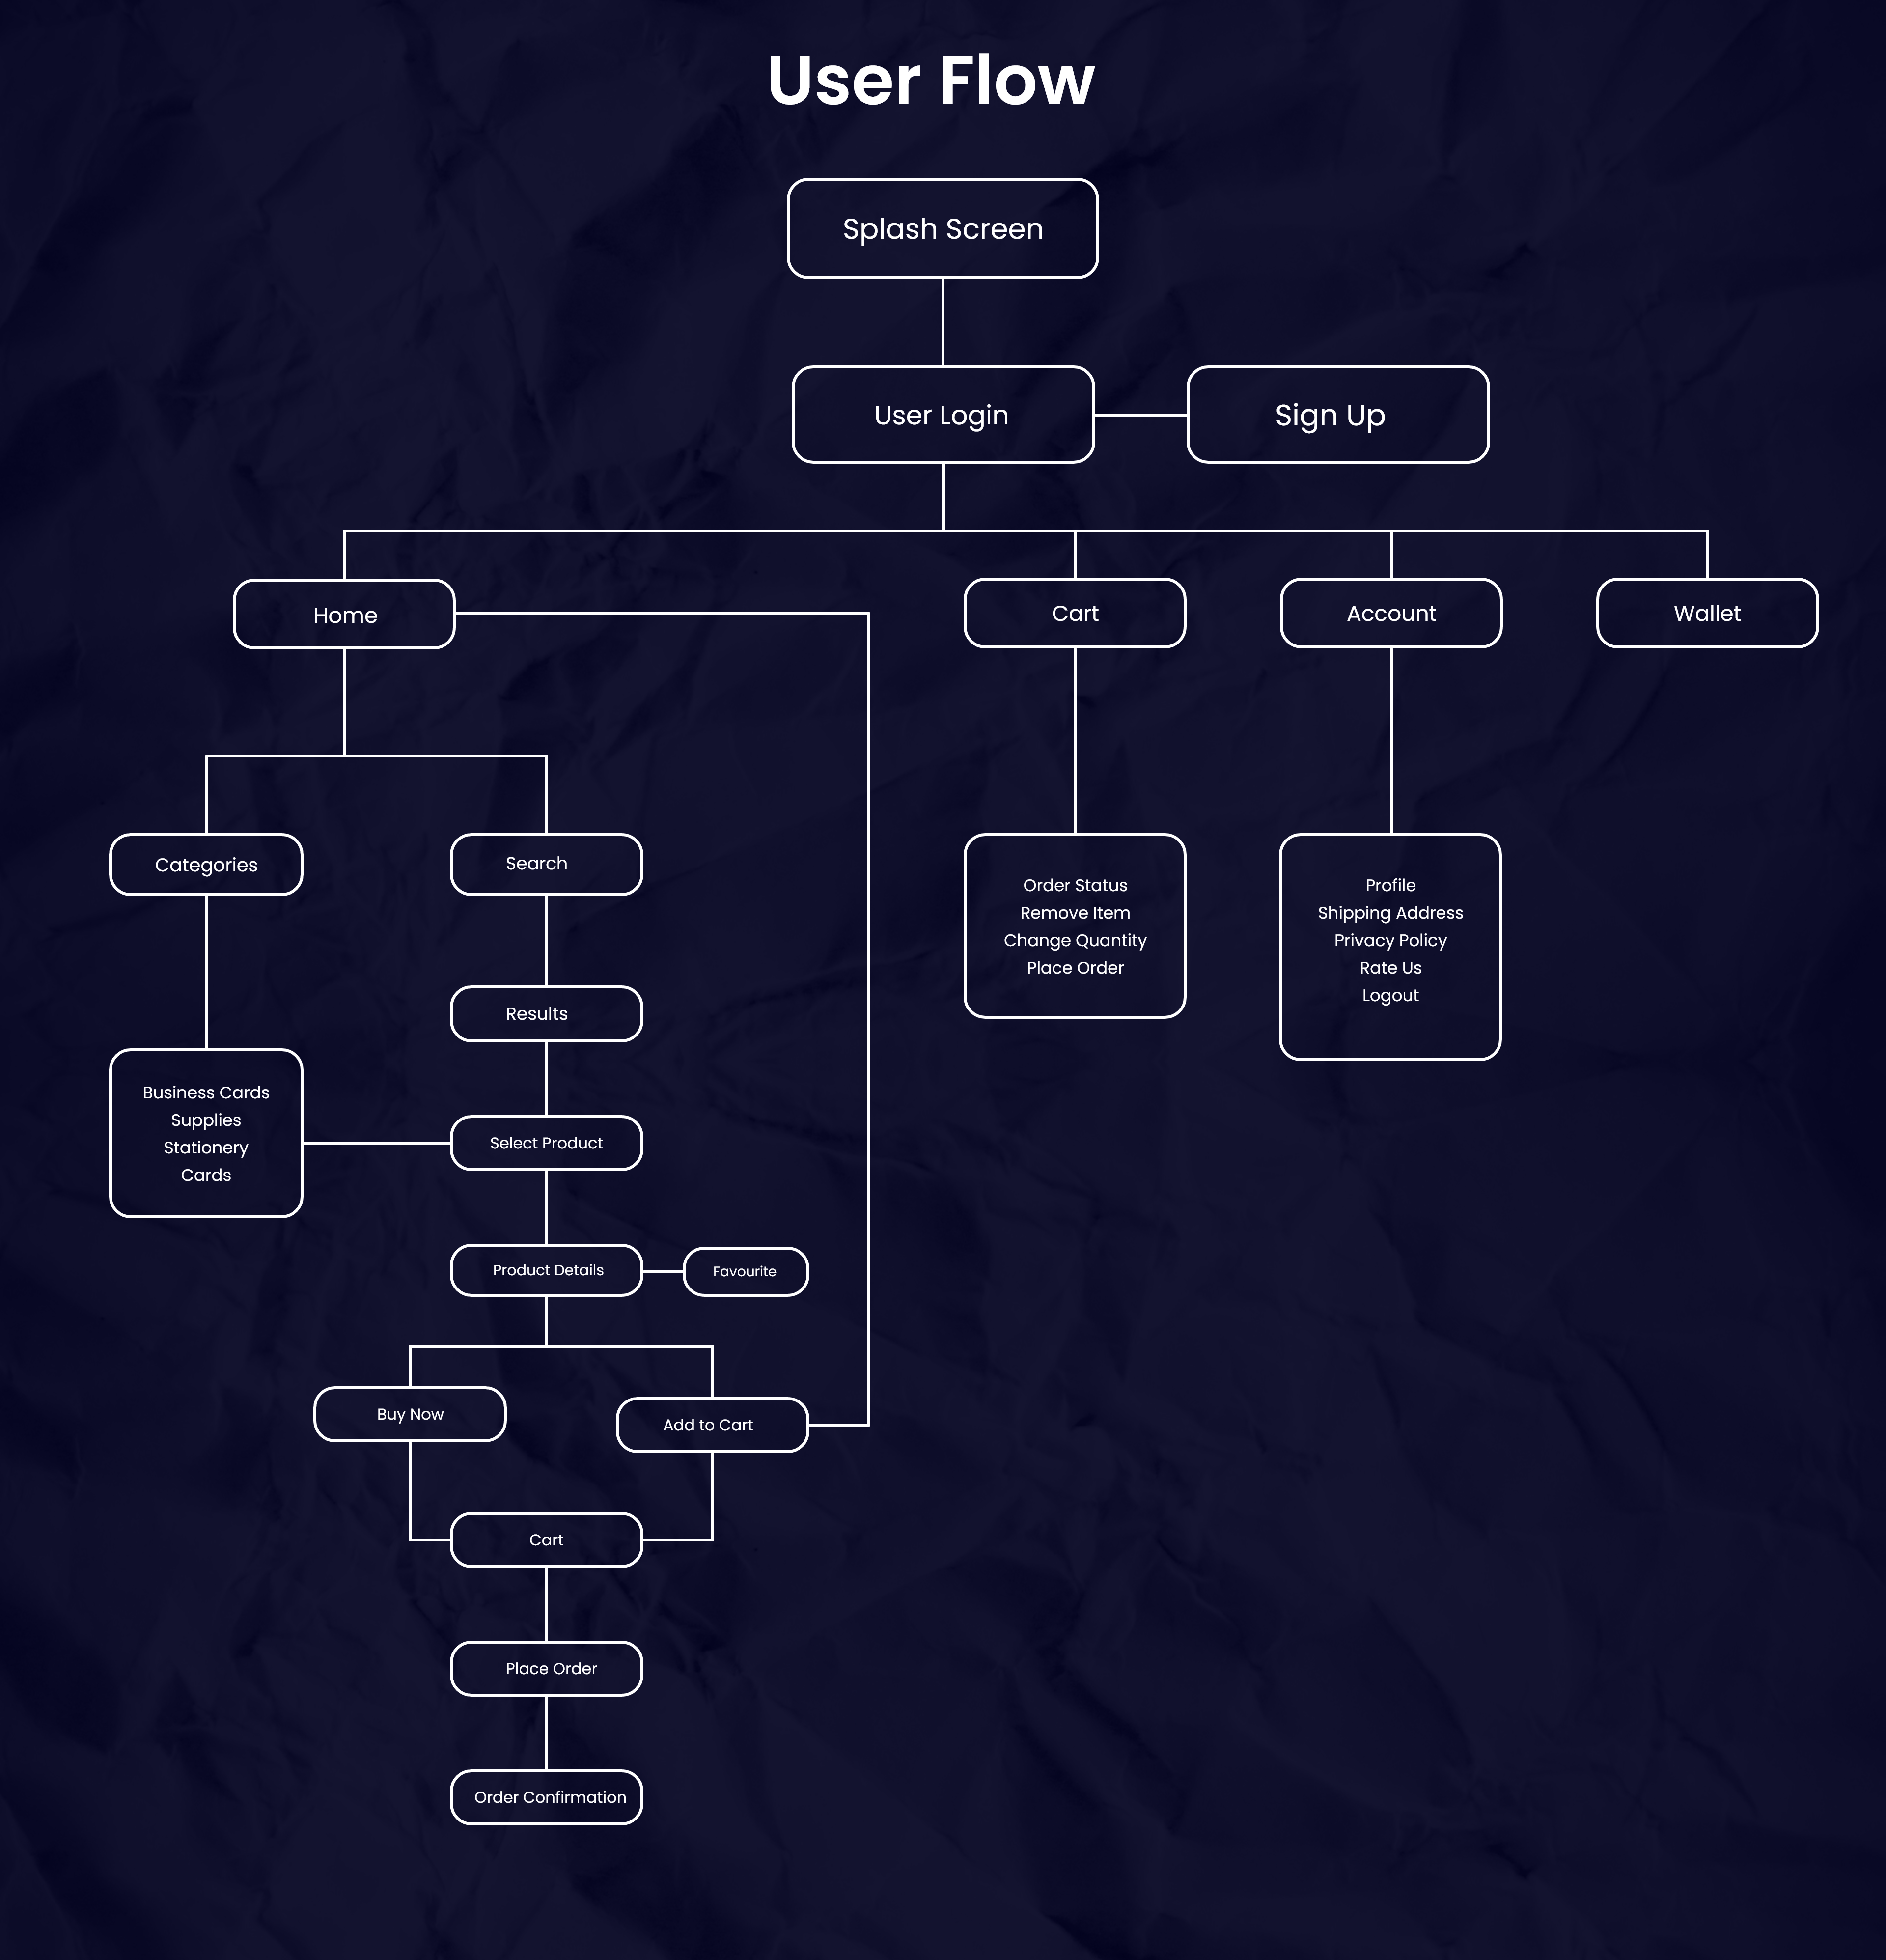 User Flow
Splash Screen
User Login
Sign Up
Home
Cart
Account
Wallet
Categories
Search
Order Status
Remove Item
Change Quantity
Place Order
Profile
Shipping Address
Privacy Policy
Rate Us
Logout
Results
Business Cards
Supplies
Stationery
Cards
Select Product
Product Details
Favourite
Buy Now
Add to Cart
Cart
Place Order
Order Confirmation